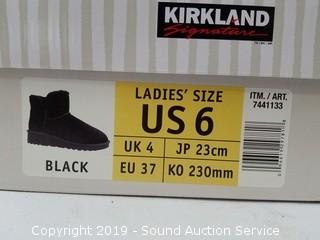 KIRKLAND
Signature
LADIES' SIZE
ITM. / ART.
7441133
US 6
UK 4 JP 23cm
EU 37 KO 230mm
BLACK
Copyright 2019 - Sound Auction Service